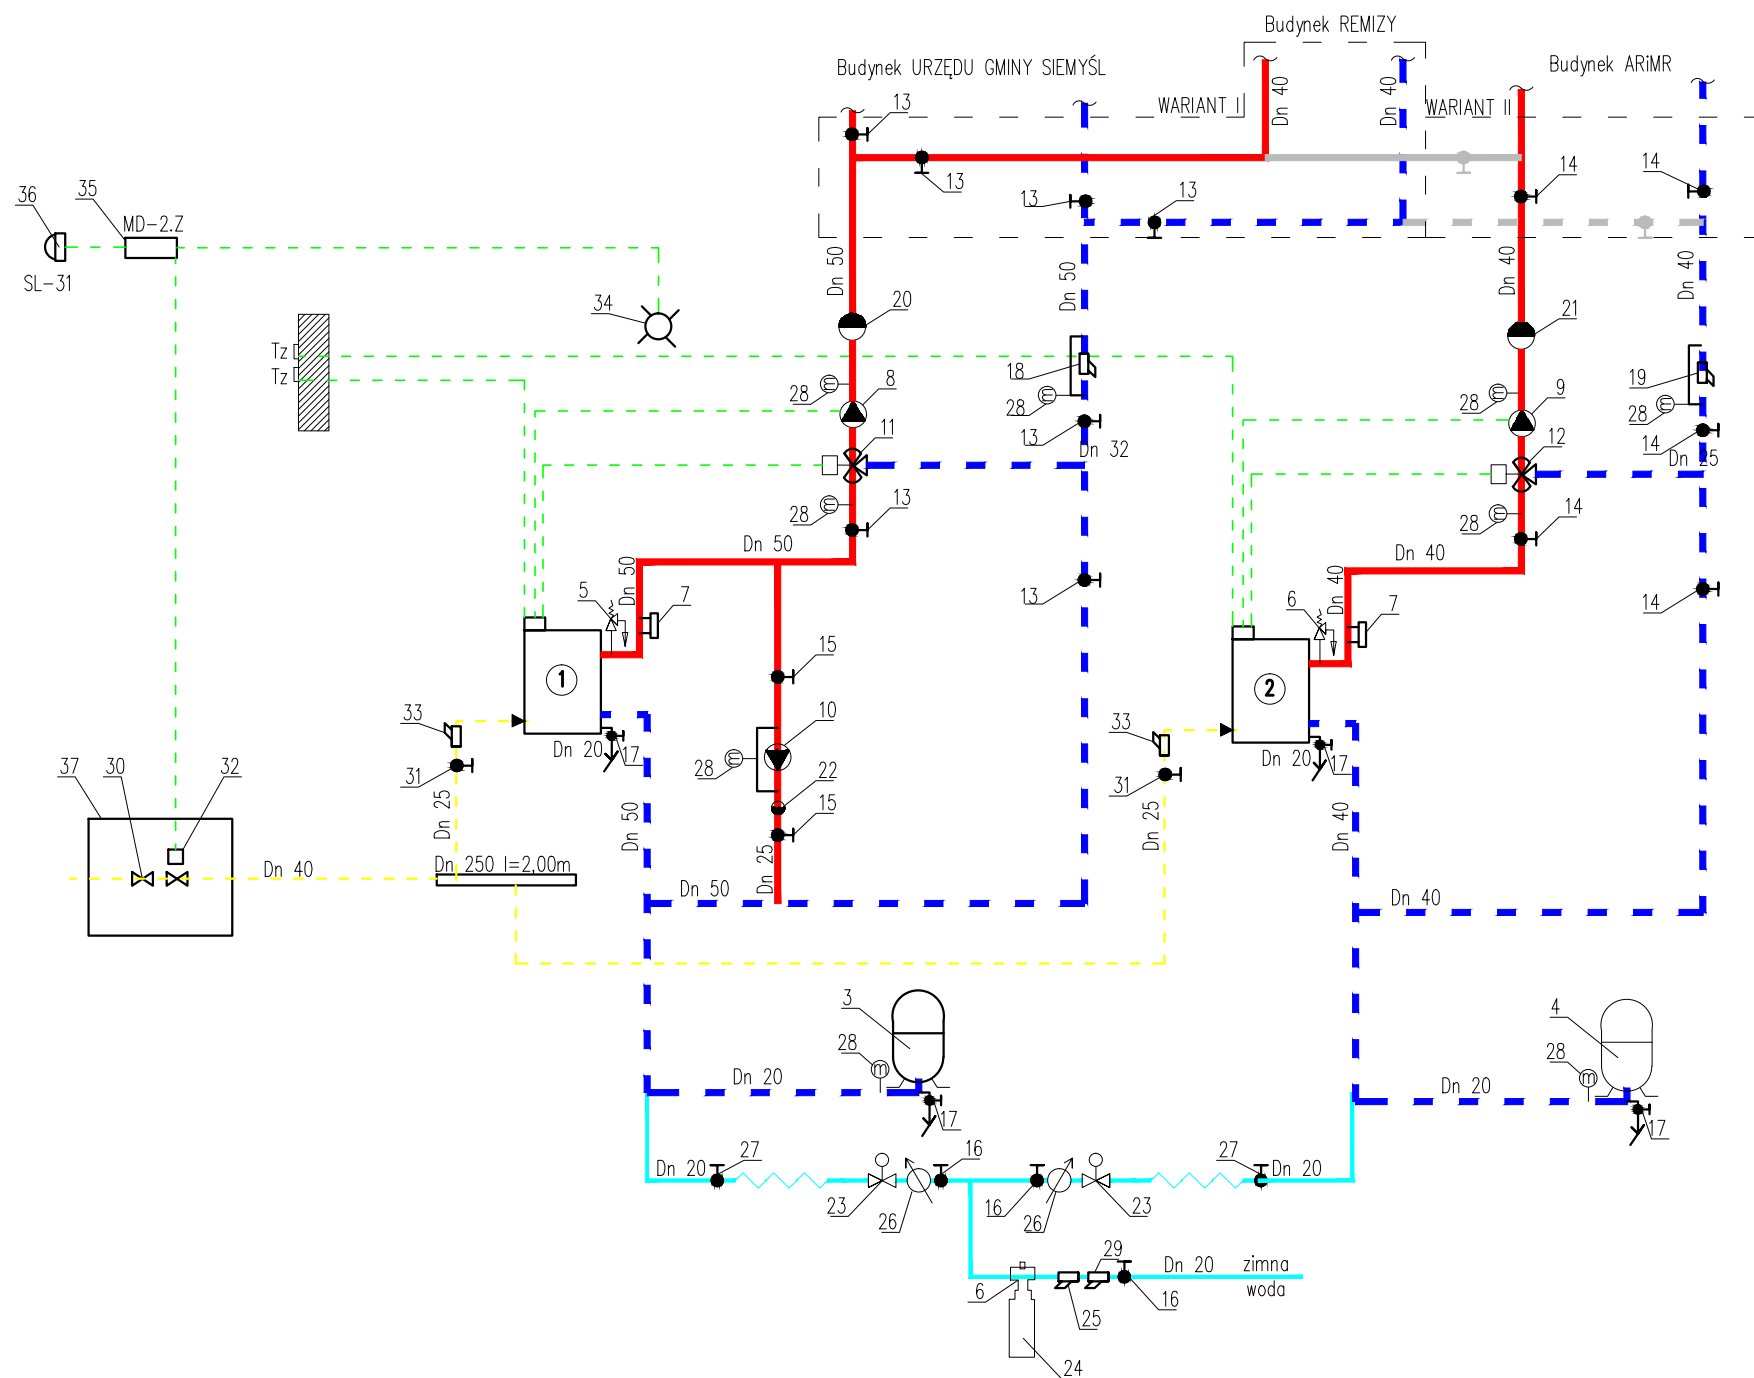 Budynek REMIZY
Budynek URZĘDU GMINY SIEMYŚL
Budynek ARiMR
WARIANT I
WARIANT II
Dn 40
Dn 40
13
13
13
13
14
14
36
35
MD-2.Z
SL-31
34
Tz
Tz
Dn 50
Dn 50
Dn 40
Dn 40
20
21
18
19
28
8
28
28
9
28
11
13
Dn 32
12
14
Dn 25
28
13
28
14
Dn 50
Dn 40
Dn 50
5
7
13
Dn 40
6
7
14
1
2
15
33
10
33
Dn 20
17
28
Dn 20
17
37
30
32
31
22
31
15
Dn 25
Dn 50
Dn 25
Dn 40
Dn 40
Dn 250 l=2,00m
Dn 25
Dn 50
Dn 40
3
4
28
28
Dn 20
Dn 20
17
17
Dn 20
27
16
27
Dn 20
23
26
16
26
23
29
Dn 20
zimna
woda
6
25
16
24